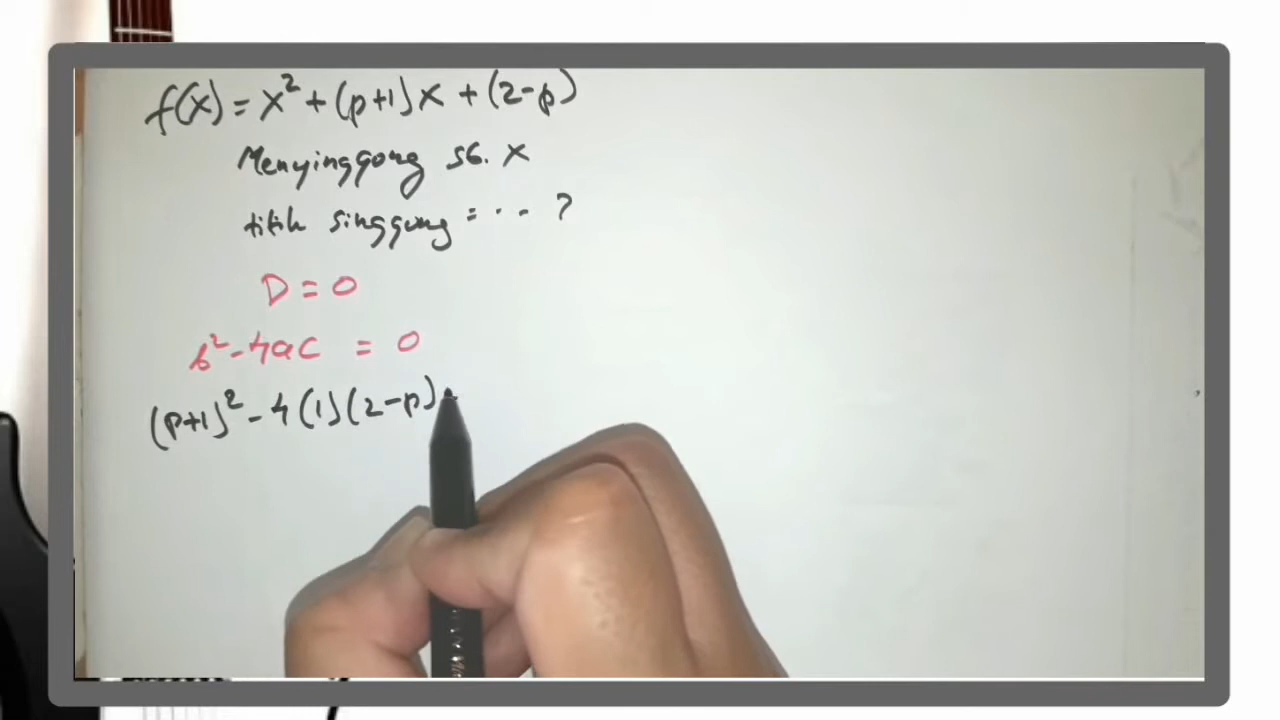 f(x) = x² + (p+1)x + (2-p)
Menyinggung sb. x
titik singgung = ... ?
D = 0
b² - 4ac = 0
(p+1)² - 4(1)(2-p)